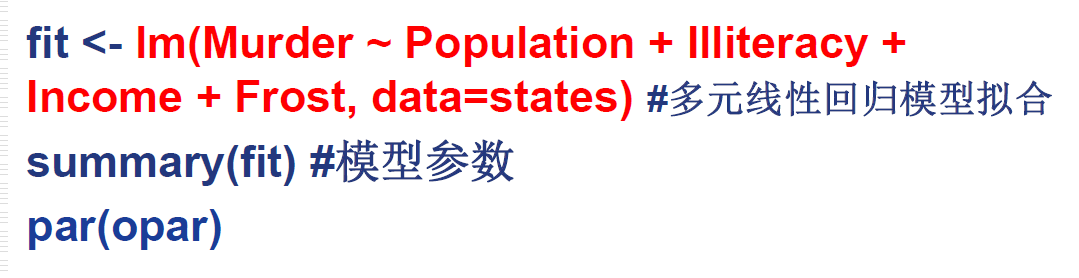 fit <- lm(Murder ~ Population + Illiteracy +
Income + Frost, data=states) #多元线性回归模型拟合
summary(fit) #模型参数
par(opar)